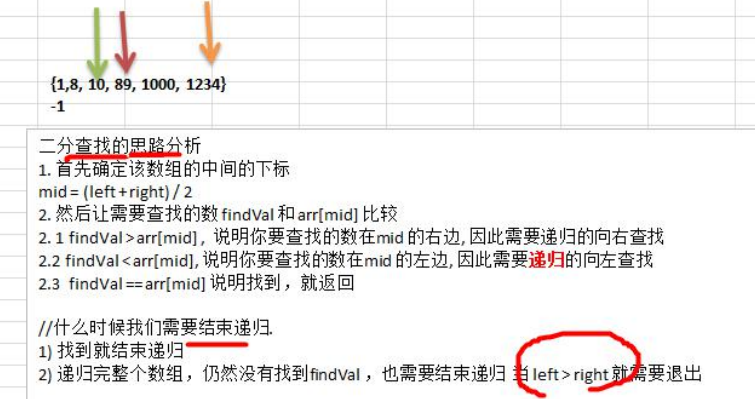 {1,8, 10, 89, 1000, 1234}
-1
二分查找的思路分析
1. 首先确定该数组的中间的下标
mid = (left + right) / 2
2. 然后让需要查找的数 findVal 和 arr[mid] 比较
2. 1 findVal > arr[mid] , 说明你要查找的数在mid 的右边, 因此需要递归的向右查找
2.2 findVal < arr[mid], 说明你要查找的数在mid 的左边, 因此需要递归的向左查找
2.3 findVal == arr[mid] 说明找到，就返回
//什么时候我们需要结束递归.
1) 找到就结束递归
2) 递归完整个数组，仍然没有找到findVal ，也需要结束递归 当 left > right 就需要退出